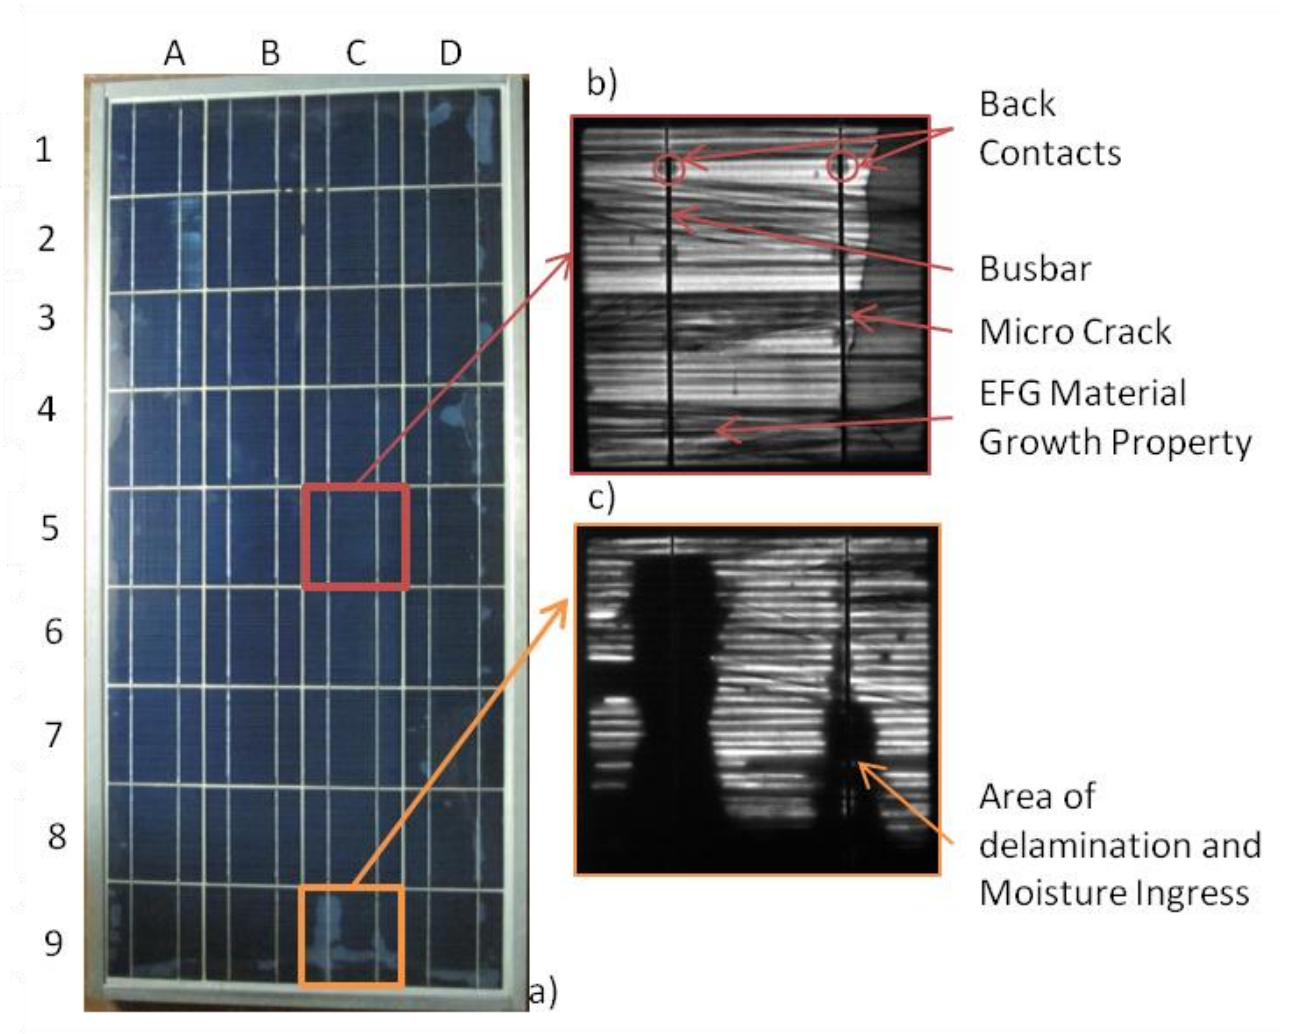 A B C D
b)
Back
Contacts
1
2
Busbar
3
Micro Crack
4
EFG Material
Growth Property
c)
5
6
7
Area of
delamination and
Moisture Ingress
8
9
a)